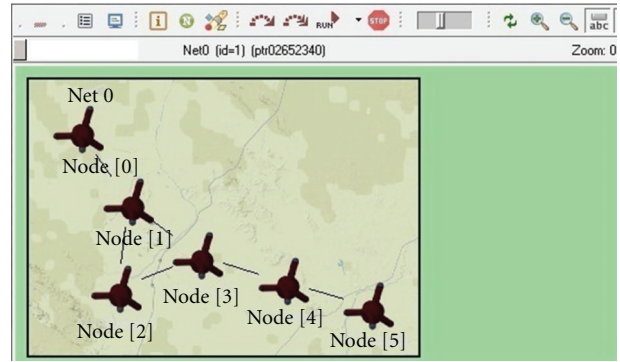 RUN
STOP
abc
Net0 (id=1) (ptr02652340)
Zoom: 0
Net 0
Node [0]
Node [1]
Node [2]
Node [3]
Node [4]
Node [5]